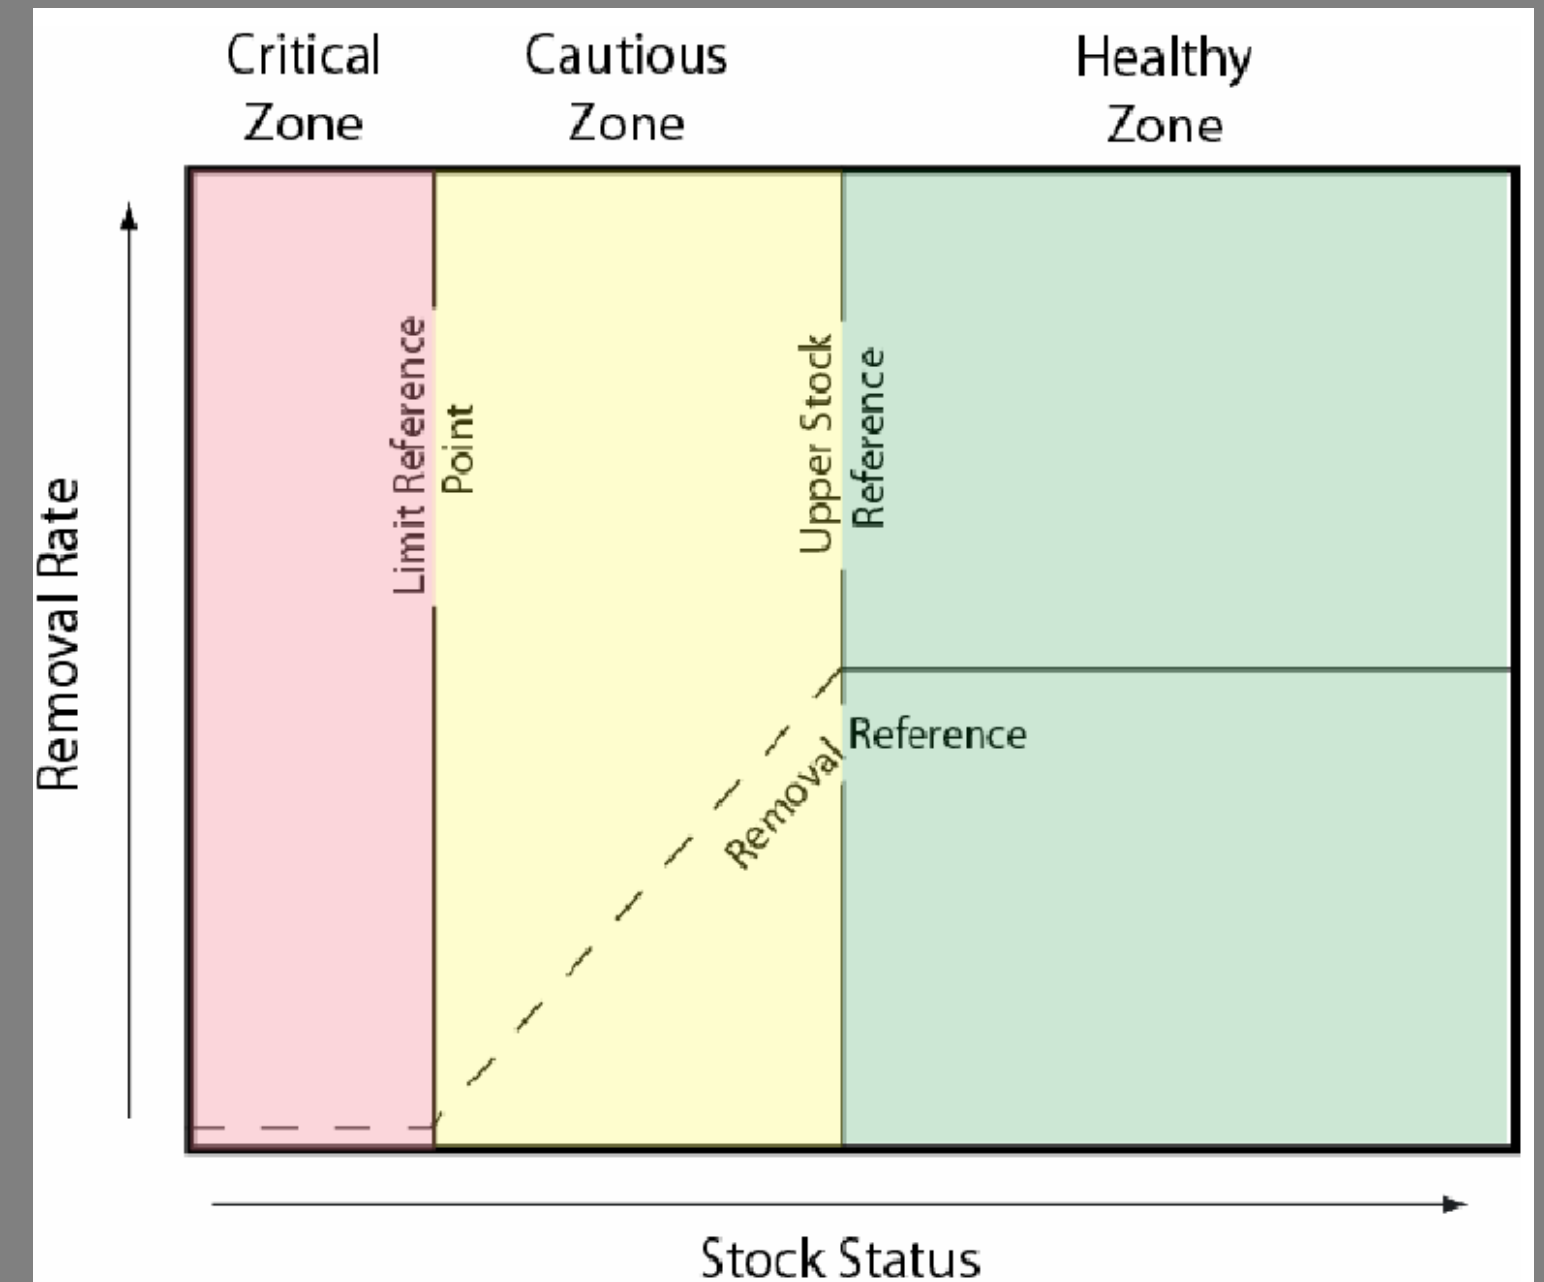 Critical
Zone
Cautious
Zone
Healthy
Zone
Removal Rate
Limit Reference
Point
Upper Stock
Reference
Removal
Reference
Stock Status